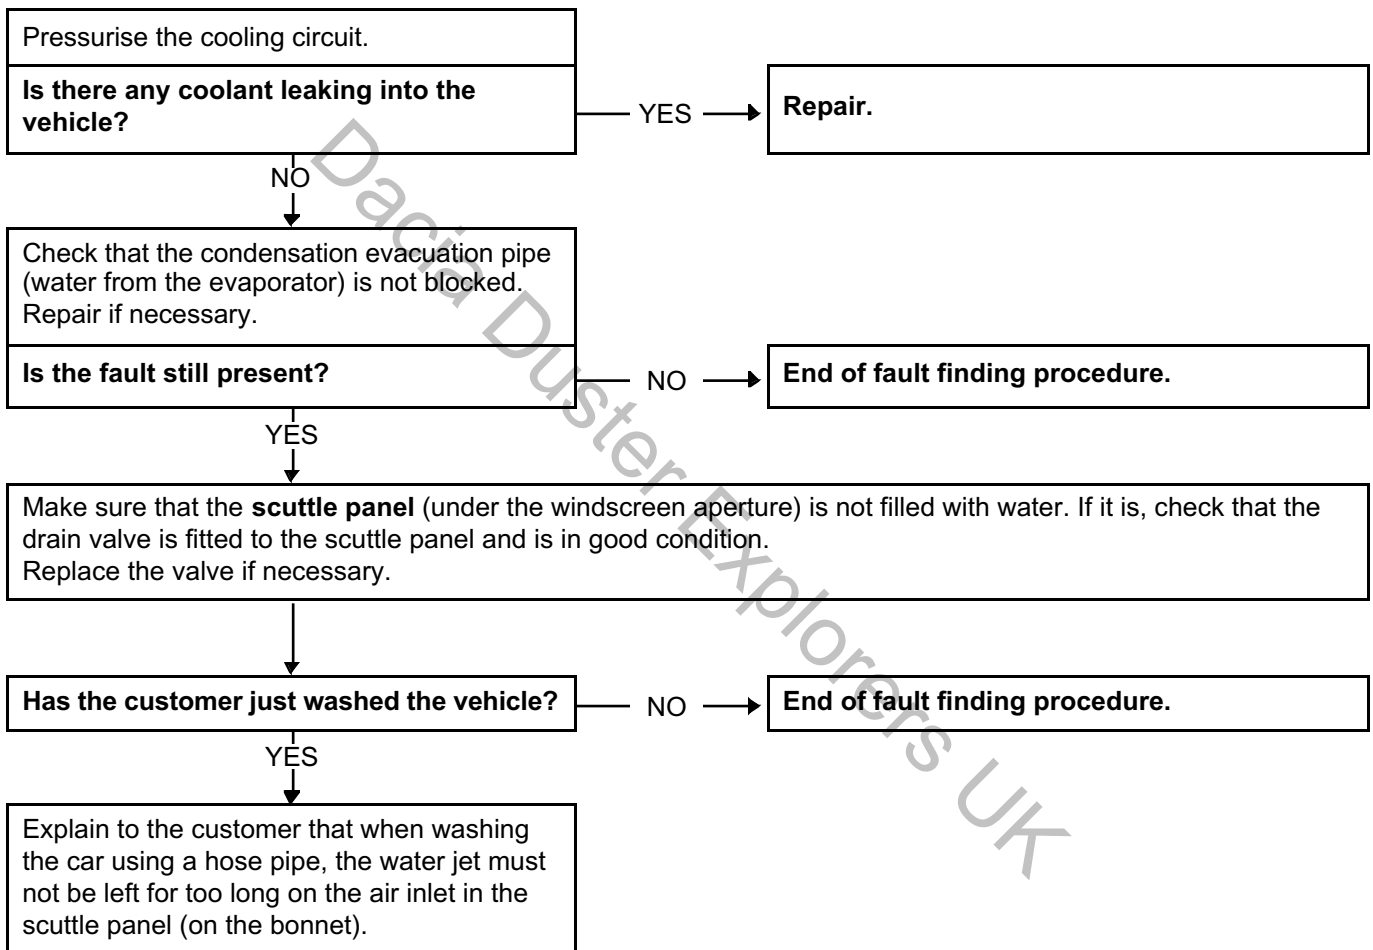 Pressurise the cooling circuit.
Is there any coolant leaking into the
vehicle?
YES
Repair.
NO
Check that the condensation evacuation pipe
(water from the evaporator) is not blocked.
Repair if necessary.
Is the fault still present?
NO
End of fault finding procedure.
YES
Make sure that the scuttle panel (under the windscreen aperture) is not filled with water. If it is, check that the
drain valve is fitted to the scuttle panel and is in good condition.
Replace the valve if necessary.
Has the customer just washed the vehicle?
NO
End of fault finding procedure.
YES
Explain to the customer that when washing
the car using a hose pipe, the water jet must
not be left for too long on the air inlet in the
scuttle panel (on the bonnet).
Dacia Duster Explorers UK